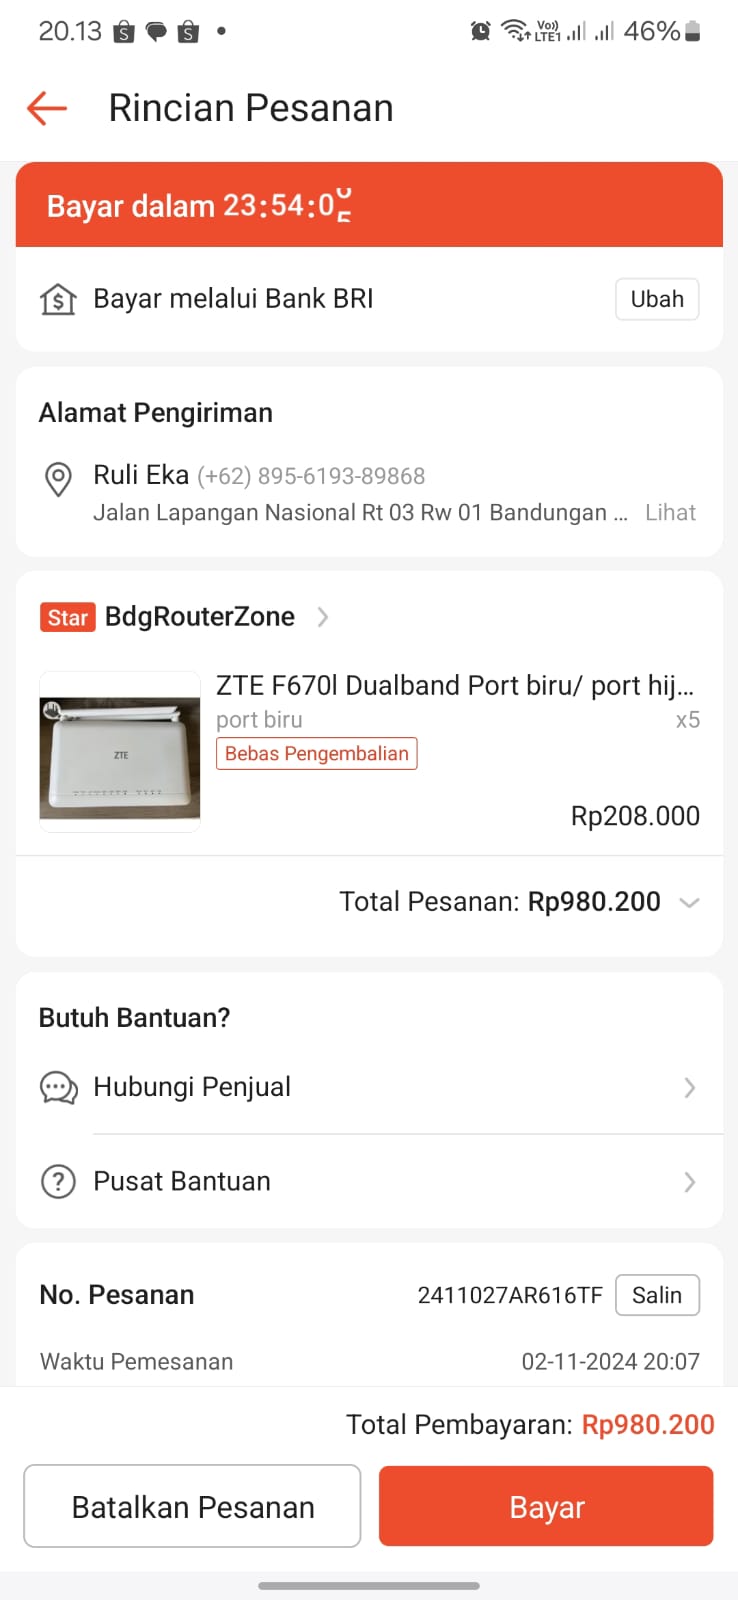 20.13
Vo))
LTE1
46%
Rincian Pesanan
Bayar dalam 23:54:0
Bayar melalui Bank BRI
Ubah
Alamat Pengiriman
Ruli Eka (+62) 895-6193-89868
Jalan Lapangan Nasional Rt 03 Rw 01 Bandungan ... Lihat
Star BdgRouterZone
ZTE
ZTE F670l Dualband Port biru/ port hij...
port biru x5
Bebas Pengembalian
Rp208.000
Total Pesanan: Rp980.200
Butuh Bantuan?
Hubungi Penjual
Pusat Bantuan
No. Pesanan 2411027AR616TF Salin
Waktu Pemesanan 02-11-2024 20:07
Total Pembayaran: Rp980.200
Batalkan Pesanan
Bayar